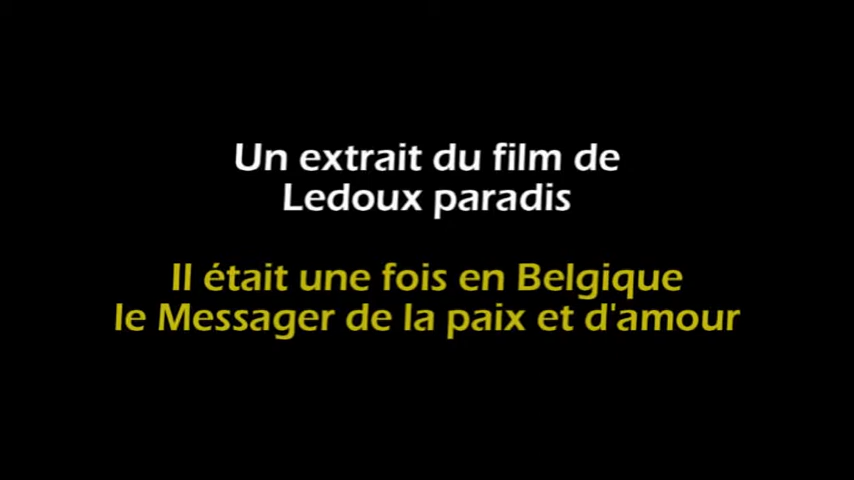 Un extrait du film de
Ledoux paradis
Il était une fois en Belgique
le Messager de la paix et d'amour